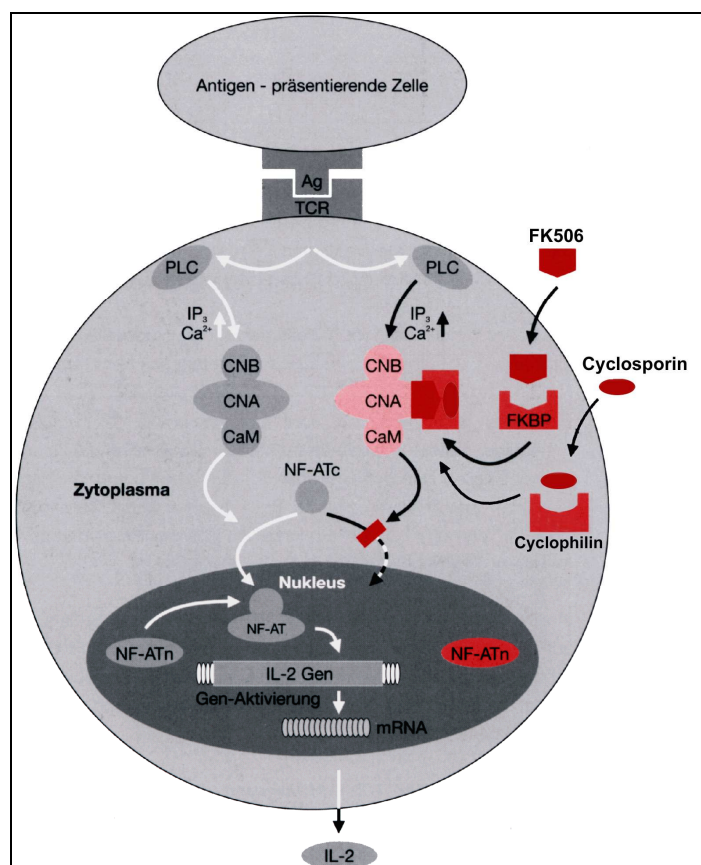 Antigen - präsentierende Zelle
Ag
TCR
FK506
PLC
PLC
IP₃
Ca²⁺
IP₃
Ca²⁺
CNB
CNA
CaM
CNB
CNA
CaM
FKBP
Cyclosporin
Cyclophilin
Zytoplasma
NF-ATc
Nukleus
NF-AT
NF-ATn
NF-ATn
IL-2 Gen
Gen-Aktivierung
mRNA
IL-2